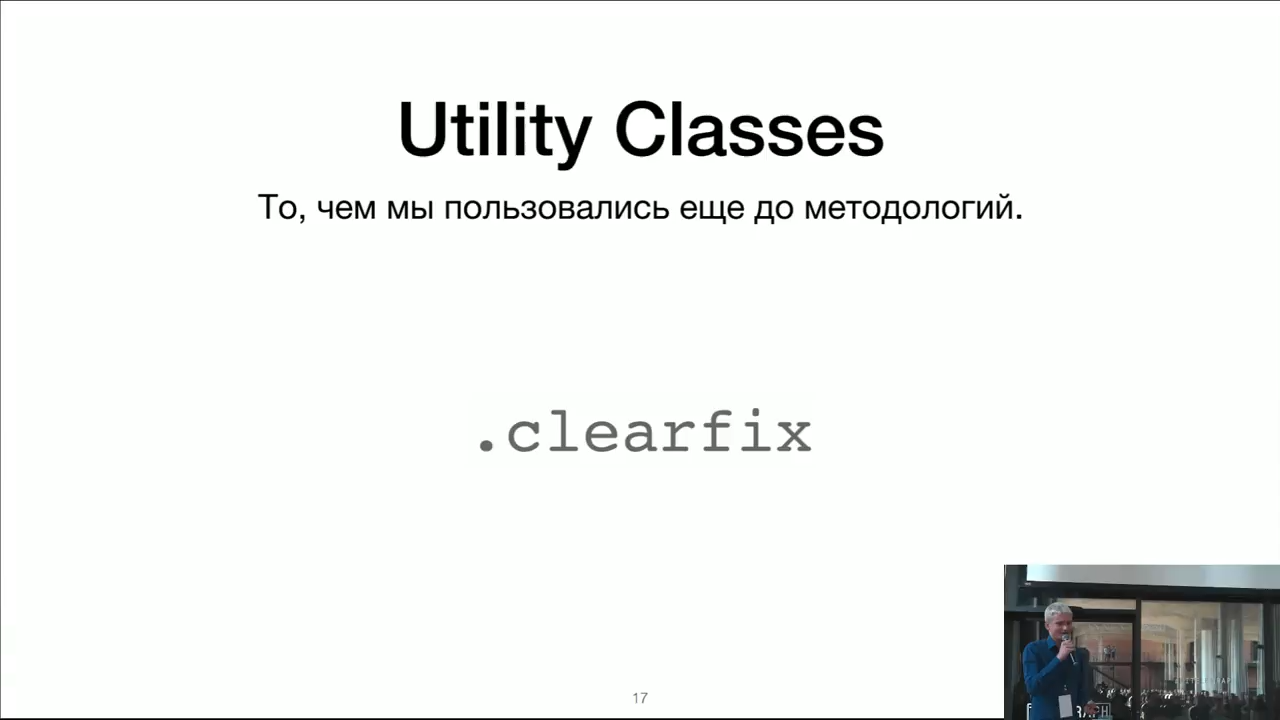 Utility Classes
То, чем мы пользовались еще до методологий.
.clearfix
17